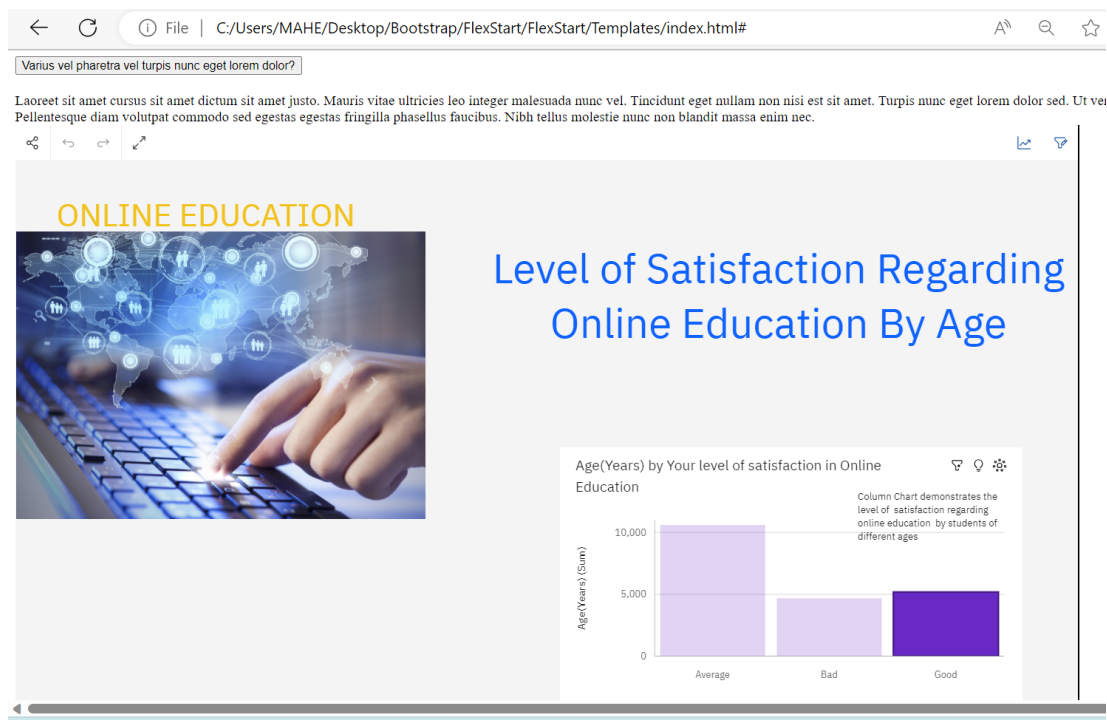 File | C:/Users/MAHE/Desktop/Bootstrap/FlexStart/FlexStart/Templates/index.html#
Varius vel pharetra vel turpis nunc eget lorem dolor?
Laoreet sit amet cursus sit amet dictum sit amet justo. Mauris vitae ultricies leo integer malesuada nunc vel. Tincidunt eget nullam non nisi est sit amet. Turpis nunc eget lorem dolor sed. Ut
Pellentesque diam volutpat commodo sed egestas egestas fringilla phasellus faucibus. Nibh tellus molestie nunc non blandit massa enim nec.
ONLINE EDUCATION
Level of Satisfaction Regarding
Online Education By Age
Age(Years) by Your level of satisfaction in Online
Education
Column Chart demonstrates the
level of satisfaction regarding
online education by students of
different ages
Age(Years) (Sum)
10,000
5,000
0
Average Bad Good